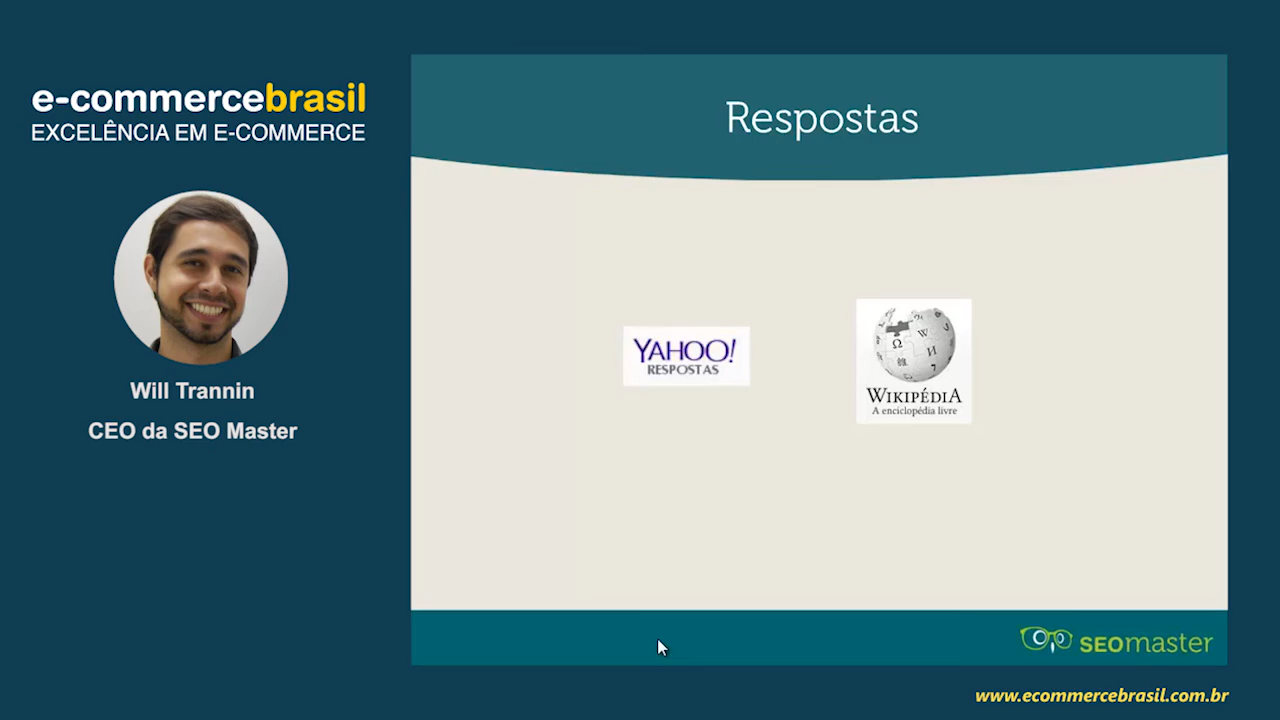 e-commercebrasil
EXCELÊNCIA EM E-COMMERCE
Will Trannin
CEO da SEO Master
Respostas
YAHOO!
RESPOSTAS
WIKIPÉDIA
A enciclopédia livre
SEOmaster
www.ecommercebrasil.com.br